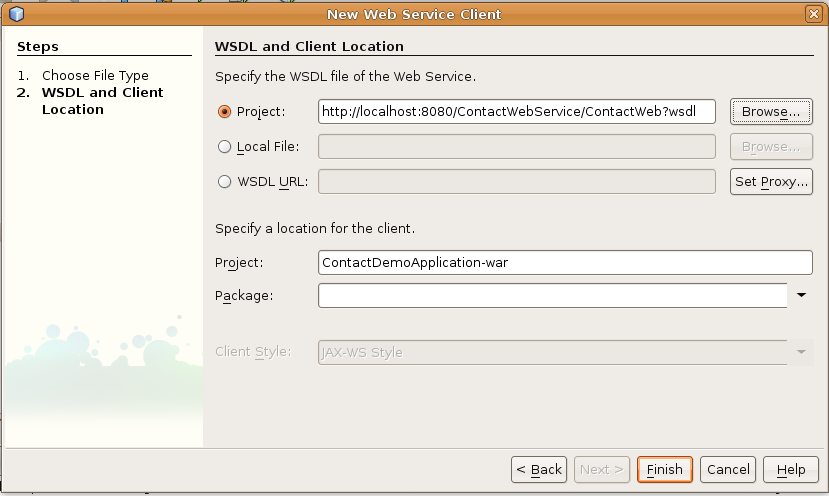 New Web Service Client
Steps
1. Choose File Type
2. WSDL and Client
Location
WSDL and Client Location
Specify the WSDL file of the Web Service.
Project: http://localhost:8080/ContactWebService/ContactWeb?wsdl Browse...
Local File: Browse...
WSDL URL: Set Proxy...
Specify a location for the client.
Project: ContactDemoApplication-war
Package:
Client Style: JAX-WS Style
< Back Next > Finish Cancel Help